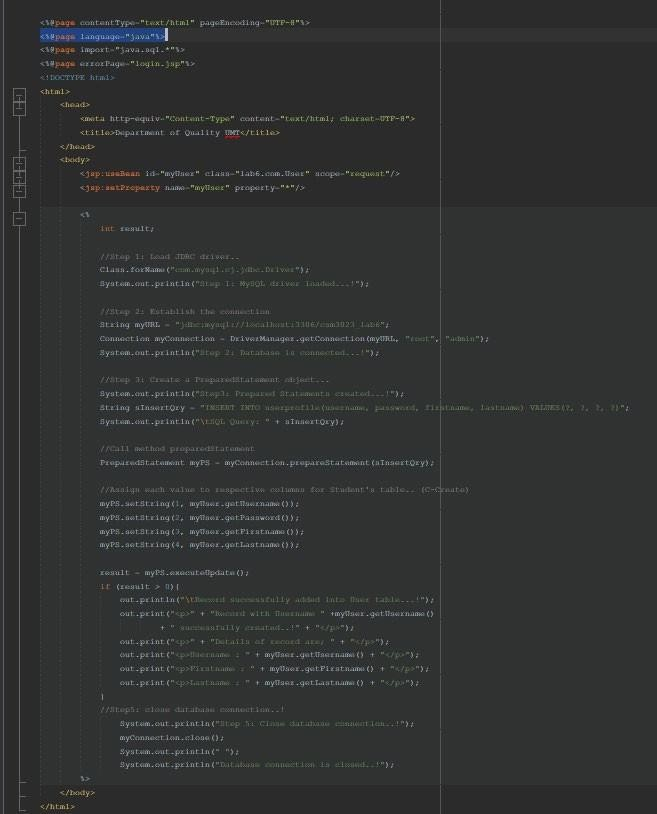 <%@page contentType="text/html" pageEncoding="UTF-8"%>
<%@page language="java"%>
<%@page import="java.sql.*"%>
<%@page errorPage="login.jsp"%>
<!DOCTYPE html>
<html>
<head>
<meta http-equiv="Content-Type" content="text/html; charset=UTF-8">
<title>Department of Quality UMT</title>
</head>
<body>
<jsp:useBean id="myUser" class="lab6.com.User" scope="request"/>
<jsp:setProperty name="myUser" property="*"/>
<%
int result;
//Step 1: Load JDBC driver..
Class.forName("com.mysql.cj.jdbc.Driver");
System.out.println("Step 1: MySQL driver loaded...!");
//Step 2: Establish the connection
String myURL = "jdbc:mysql://localhost:3306/csm3023_lab6";
Connection myConnection = DriverManager.getConnection(myURL, "root", "admin");
System.out.println("Step 2: Database is connected...!");
//Step 3: Create a PreparedStatement object...
System.out.println("Step3: Prepared Statements created...!");
String sInsertQry = "INSERT INTO userprofile(username, password, firstname, lastname) VALUES(?, ?, ?, ?)";
System.out.println("\tSQL Query: " + sInsertQry);
//Call method preparedStatement
PreparedStatement myPS = myConnection.prepareStatement(sInsertQry);
//Assign each value to respective columns for Student's table.. (C-Create)
myPS.setString(1, myUser.getUsername());
myPS.setString(2, myUser.getPassword());
myPS.setString(3, myUser.getFirstname());
myPS.setString(4, myUser.getLastname());
result = myPS.executeUpdate();
if (result > 0){
out.println("\tRecord successfully added into User table...!");
out.print("<p>" + "Record with Username " +myUser.getUsername()
+ " successfully created..!" + "</p>");
out.print("<p>" + "Details of record are; " + "</p>");
out.print("<p>Username : " + myUser.getUsername() + "</p>");
out.print("<p>Firstname : " + myUser.getFirstname() + "</p>");
out.print("<p>Lastname : " + myUser.getLastname() + "</p>");
}
//Step5: close database connection..!
System.out.println("Step 5: Close database connection..!");
myConnection.close();
System.out.println(" ");
System.out.println("Database connection is closed..!");
%>
</body>
</html>